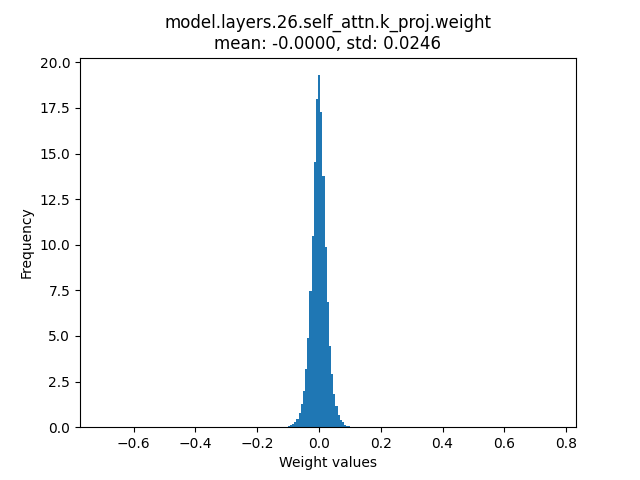 model.layers.26.self_attn.k_proj.weight
mean: -0.0000, std: 0.0246
20.0
17.5
15.0
12.5
10.0
7.5
5.0
2.5
0.0
Frequency
−0.6 −0.4 −0.2 0.0 0.2 0.4 0.6 0.8
Weight values